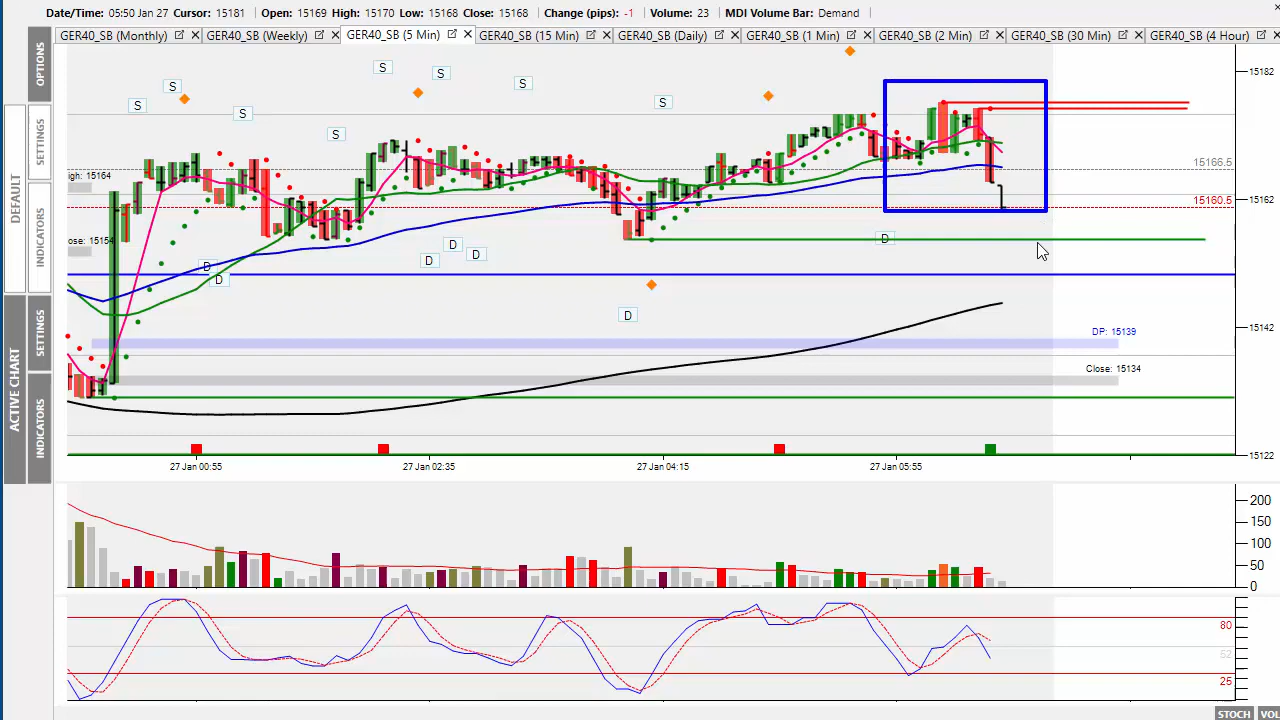 Date/Time: 05:50 Jan 27 Cursor: 15181 Open: 15169 High: 15170 Low: 15168 Close: 15168 Change (pips): -1 Volume: 23 MDI Volume Bar: Demand
GER40_SB (Monthly) GER40_SB (Weekly) GER40_SB (5 Min) GER40_SB (15 Min) GER40_SB (Daily) GER40_SB (1 Min) GER40_SB (2 Min) GER40_SB (30 Min) GER40_SB (4 Hour)
OPTIONS
DEFAULT
SETTINGS
INDICATORS
ACTIVE CHART
SETTINGS
INDICATORS
S S S S S S S S
15182
igh: 15164
15166.5
15162
15160.5
ose: 15154
D D D D D D D
15142
DP: 15139
Close: 15134
15122
27 Jan 00:55 27 Jan 02:35 27 Jan 04:15 27 Jan 05:55
200
150
100
50
0
80
52
25
STOCH VOL